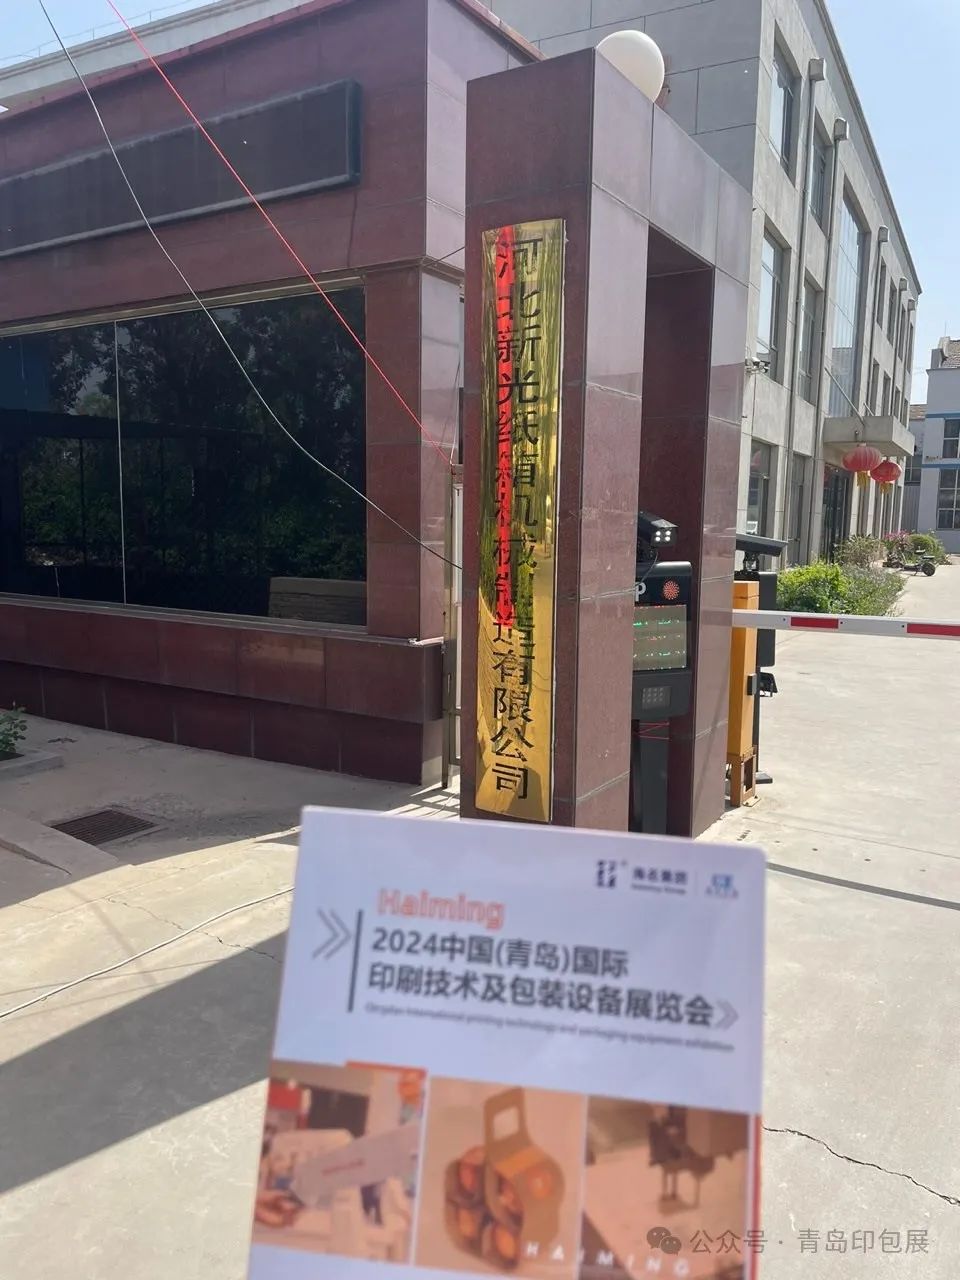 河北新光纸箱机械制造有限公司
P
海名集团
Haiming Group
Haiming
2024中国(青岛)国际
印刷技术及包装设备展览会
Qingdao International printing technology and packaging equipment exhibition
HAIMING
公众号 · 青岛印包展